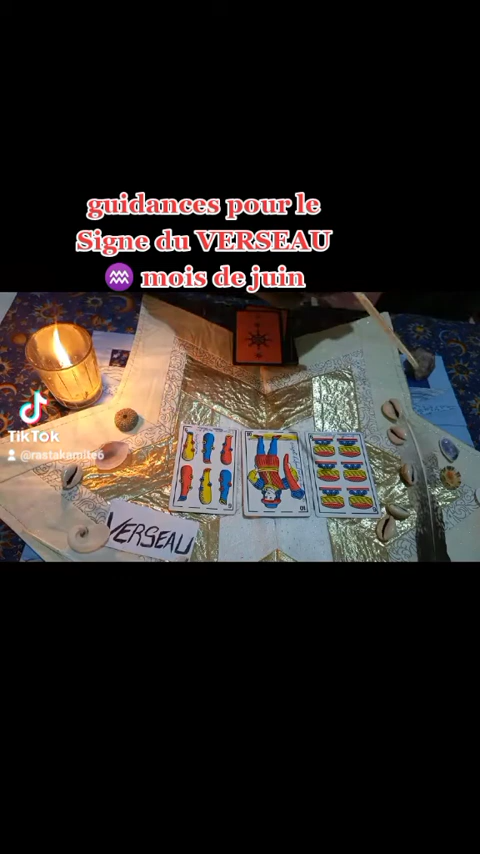 guidances pour le
Signe du VERSEAU
♒ mois de juin
TikTok
@rastakamite6
VERSEAU